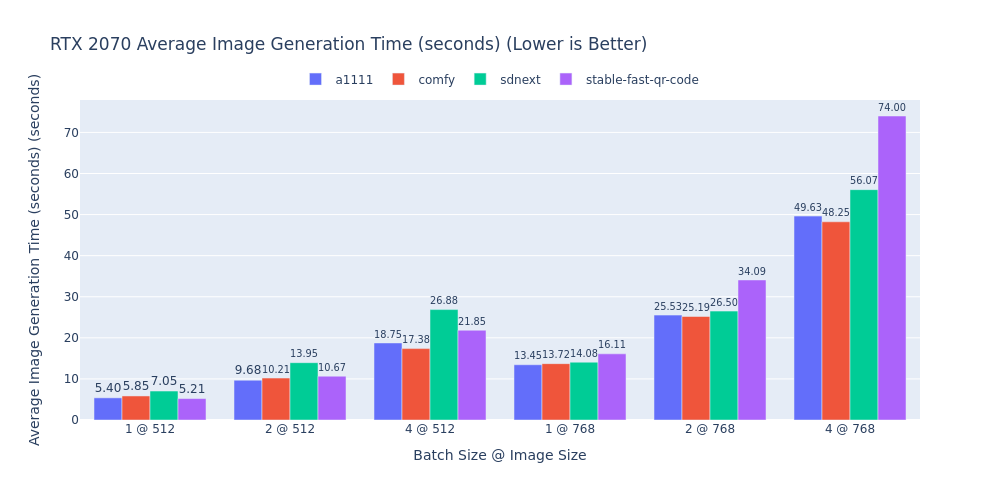 RTX 2070 Average Image Generation Time (seconds) (Lower is Better)
a1111 comfy sdnext stable-fast-qr-code
Average Image Generation Time (seconds) (seconds)
70
60
50
40
30
20
10
0
5.40 5.85 7.05 5.21
9.68 10.21 13.95 10.67
18.75 17.38 26.88 21.85
13.45 13.72 14.08 16.11
25.53 25.19 26.50 34.09
49.63 48.25 56.07 74.00
1 @ 512 2 @ 512 4 @ 512 1 @ 768 2 @ 768 4 @ 768
Batch Size @ Image Size